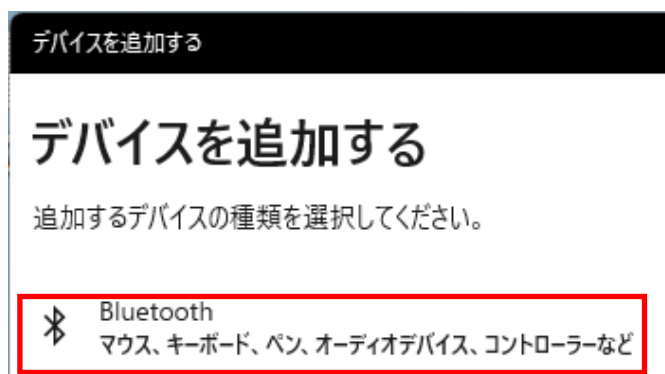 デバイスを追加する
デバイスを追加する
追加するデバイスの種類を選択してください。
Bluetooth
マウス、キーボード、ペン、オーディオデバイス、コントローラーなど